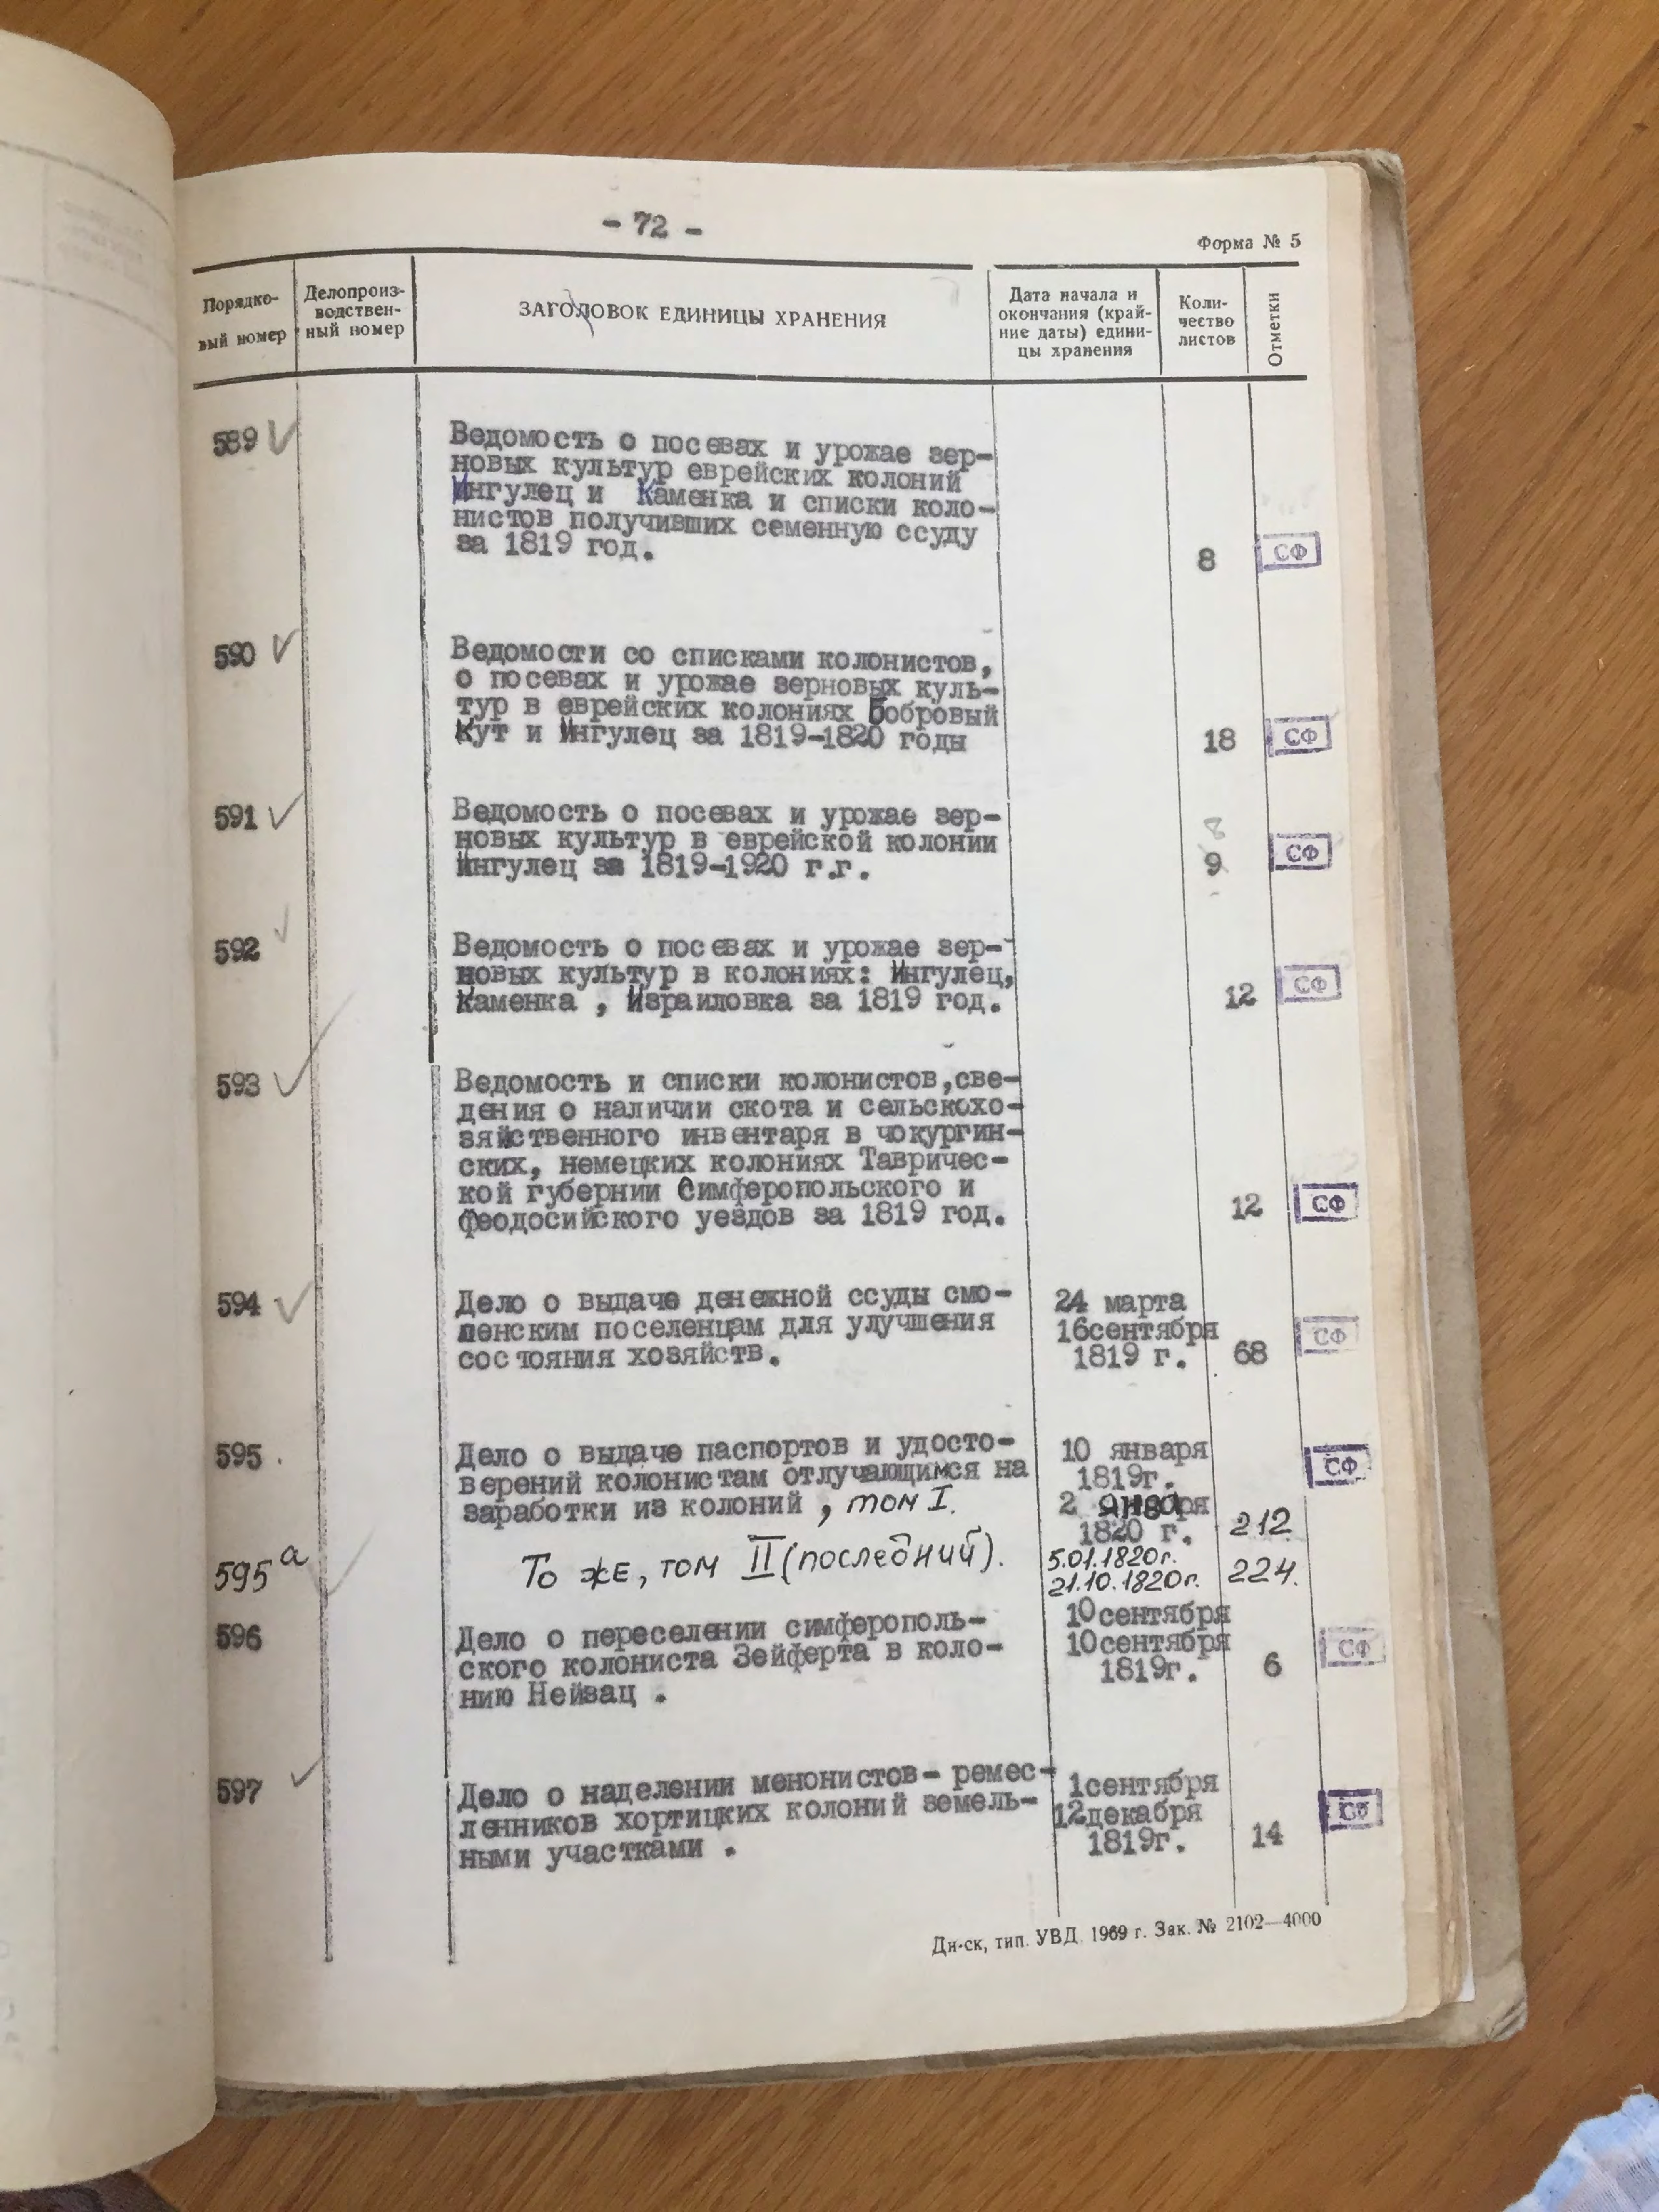 - 72 -
Форма № 5
Порядко-
вый номер
Делопроиз-
водствен-
ный номер
ЗАГОЛОВОК ЕДИНИЦЫ ХРАНЕНИЯ
Дата начала и
окончания (край-
ние даты) едини-
цы хранения
Коли-
чество
листов
Отметки
589
Ведомость о посевах и урожае зер-
новых культур еврейских колоний
Ингулец и Каменка и списки коло-
нистов получивших семенную ссуду
за 1819 год.
8
СФ
590
Ведомости со списками колонистов,
о посевах и урожае зерновых куль-
тур в еврейских колониях Бобровый
Кут и Ингулец за 1819-1820 годы
18
СФ
591
Ведомость о посевах и урожае зер-
новых культур в еврейской колонии
Ингулец за 1819-1920 г.г.
8
9
СФ
592
Ведомость о посевах и урожае зер-
новых культур в колониях: Ингулец,
Каменка , Израиловка за 1819 год.
12
СФ
593
Ведомость и списки колонистов,све-
дения о наличии скота и сельскохо-
зяйственного инвентаря в чокургин-
ских, немецких колониях Тавричес-
кой губернии Симферопольского и
феодосийского уездов за 1819 год.
12
СФ
594
Дело о выдаче денежной ссуды смо-
ленским поселенцам для улучшения
состояния хозяйств.
24 марта
16сентября
1819 г.
68
СФ
595.
Дело о выдаче паспортов и удосто-
верений колонистам отлучающимся на
заработки из колоний , том I.
10 января
1819г.
2 января
1820 г.
212
СФ
595а
То же, том II (последний).
5.01.1820г.
21.10.1820г.
224.
596
Дело о переселении симферополь-
ского колониста Зейферта в коло-
нию Нейзац .
10сентября
10сентября
1819г.
6
СФ
597
Дело о наделении менонистов- ремес-
ленников хортицких колоний земель-
ными участками .
1сентября
12декабря
1819г.
14
СФ
Дн-ск, тип. УВД 1969 г. Зак. № 2102—4000